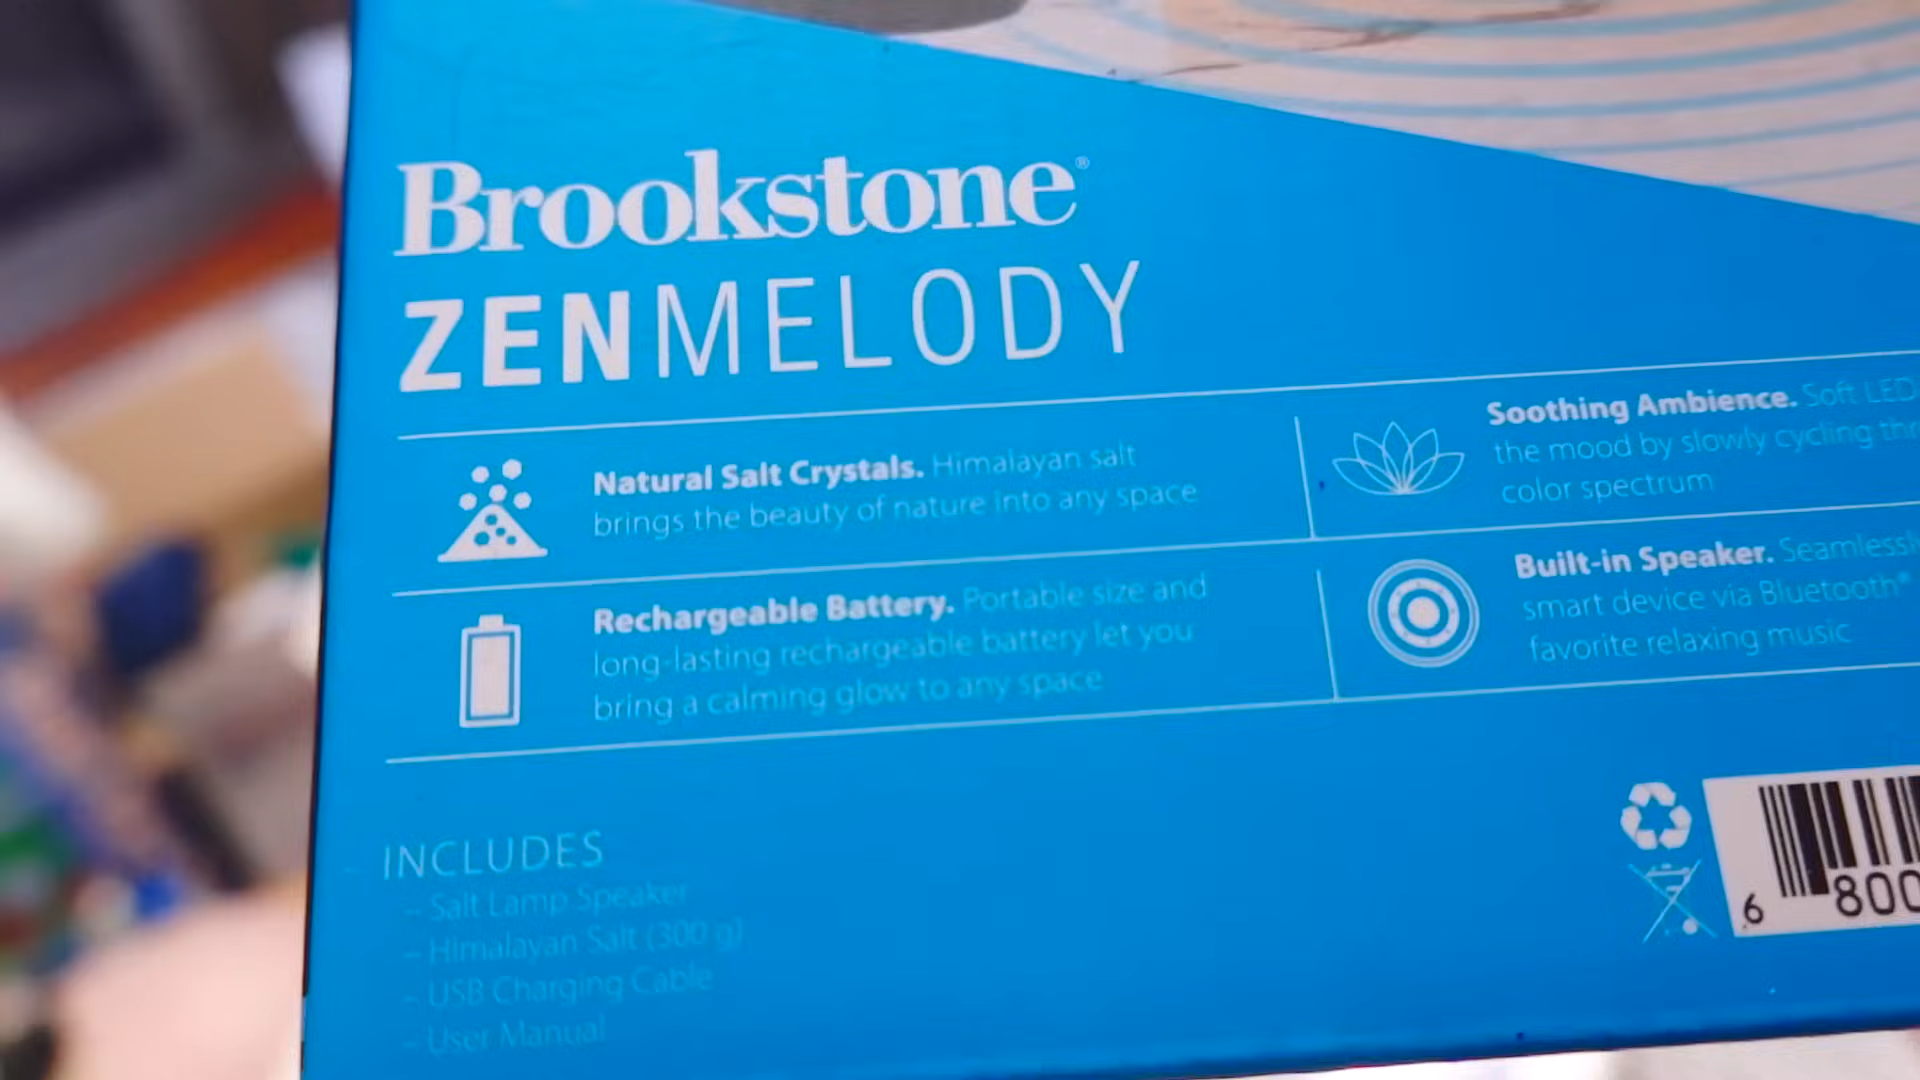 Brookstone®
ZENMELODY
Natural Salt Crystals. Himalayan salt
brings the beauty of nature into any space
Soothing Ambience. Soft LED
the mood by slowly cycling
color spectrum
Rechargeable Battery. Portable size and
long-lasting rechargeable battery let you
bring a calming glow to any space
Built-in Speaker. Seamlessly
smart device via Bluetooth®
favorite relaxing music
INCLUDES
– Salt Lamp Speaker
– Himalayan Salt (300 g)
– USB Charging Cable
– User Manual
6 800